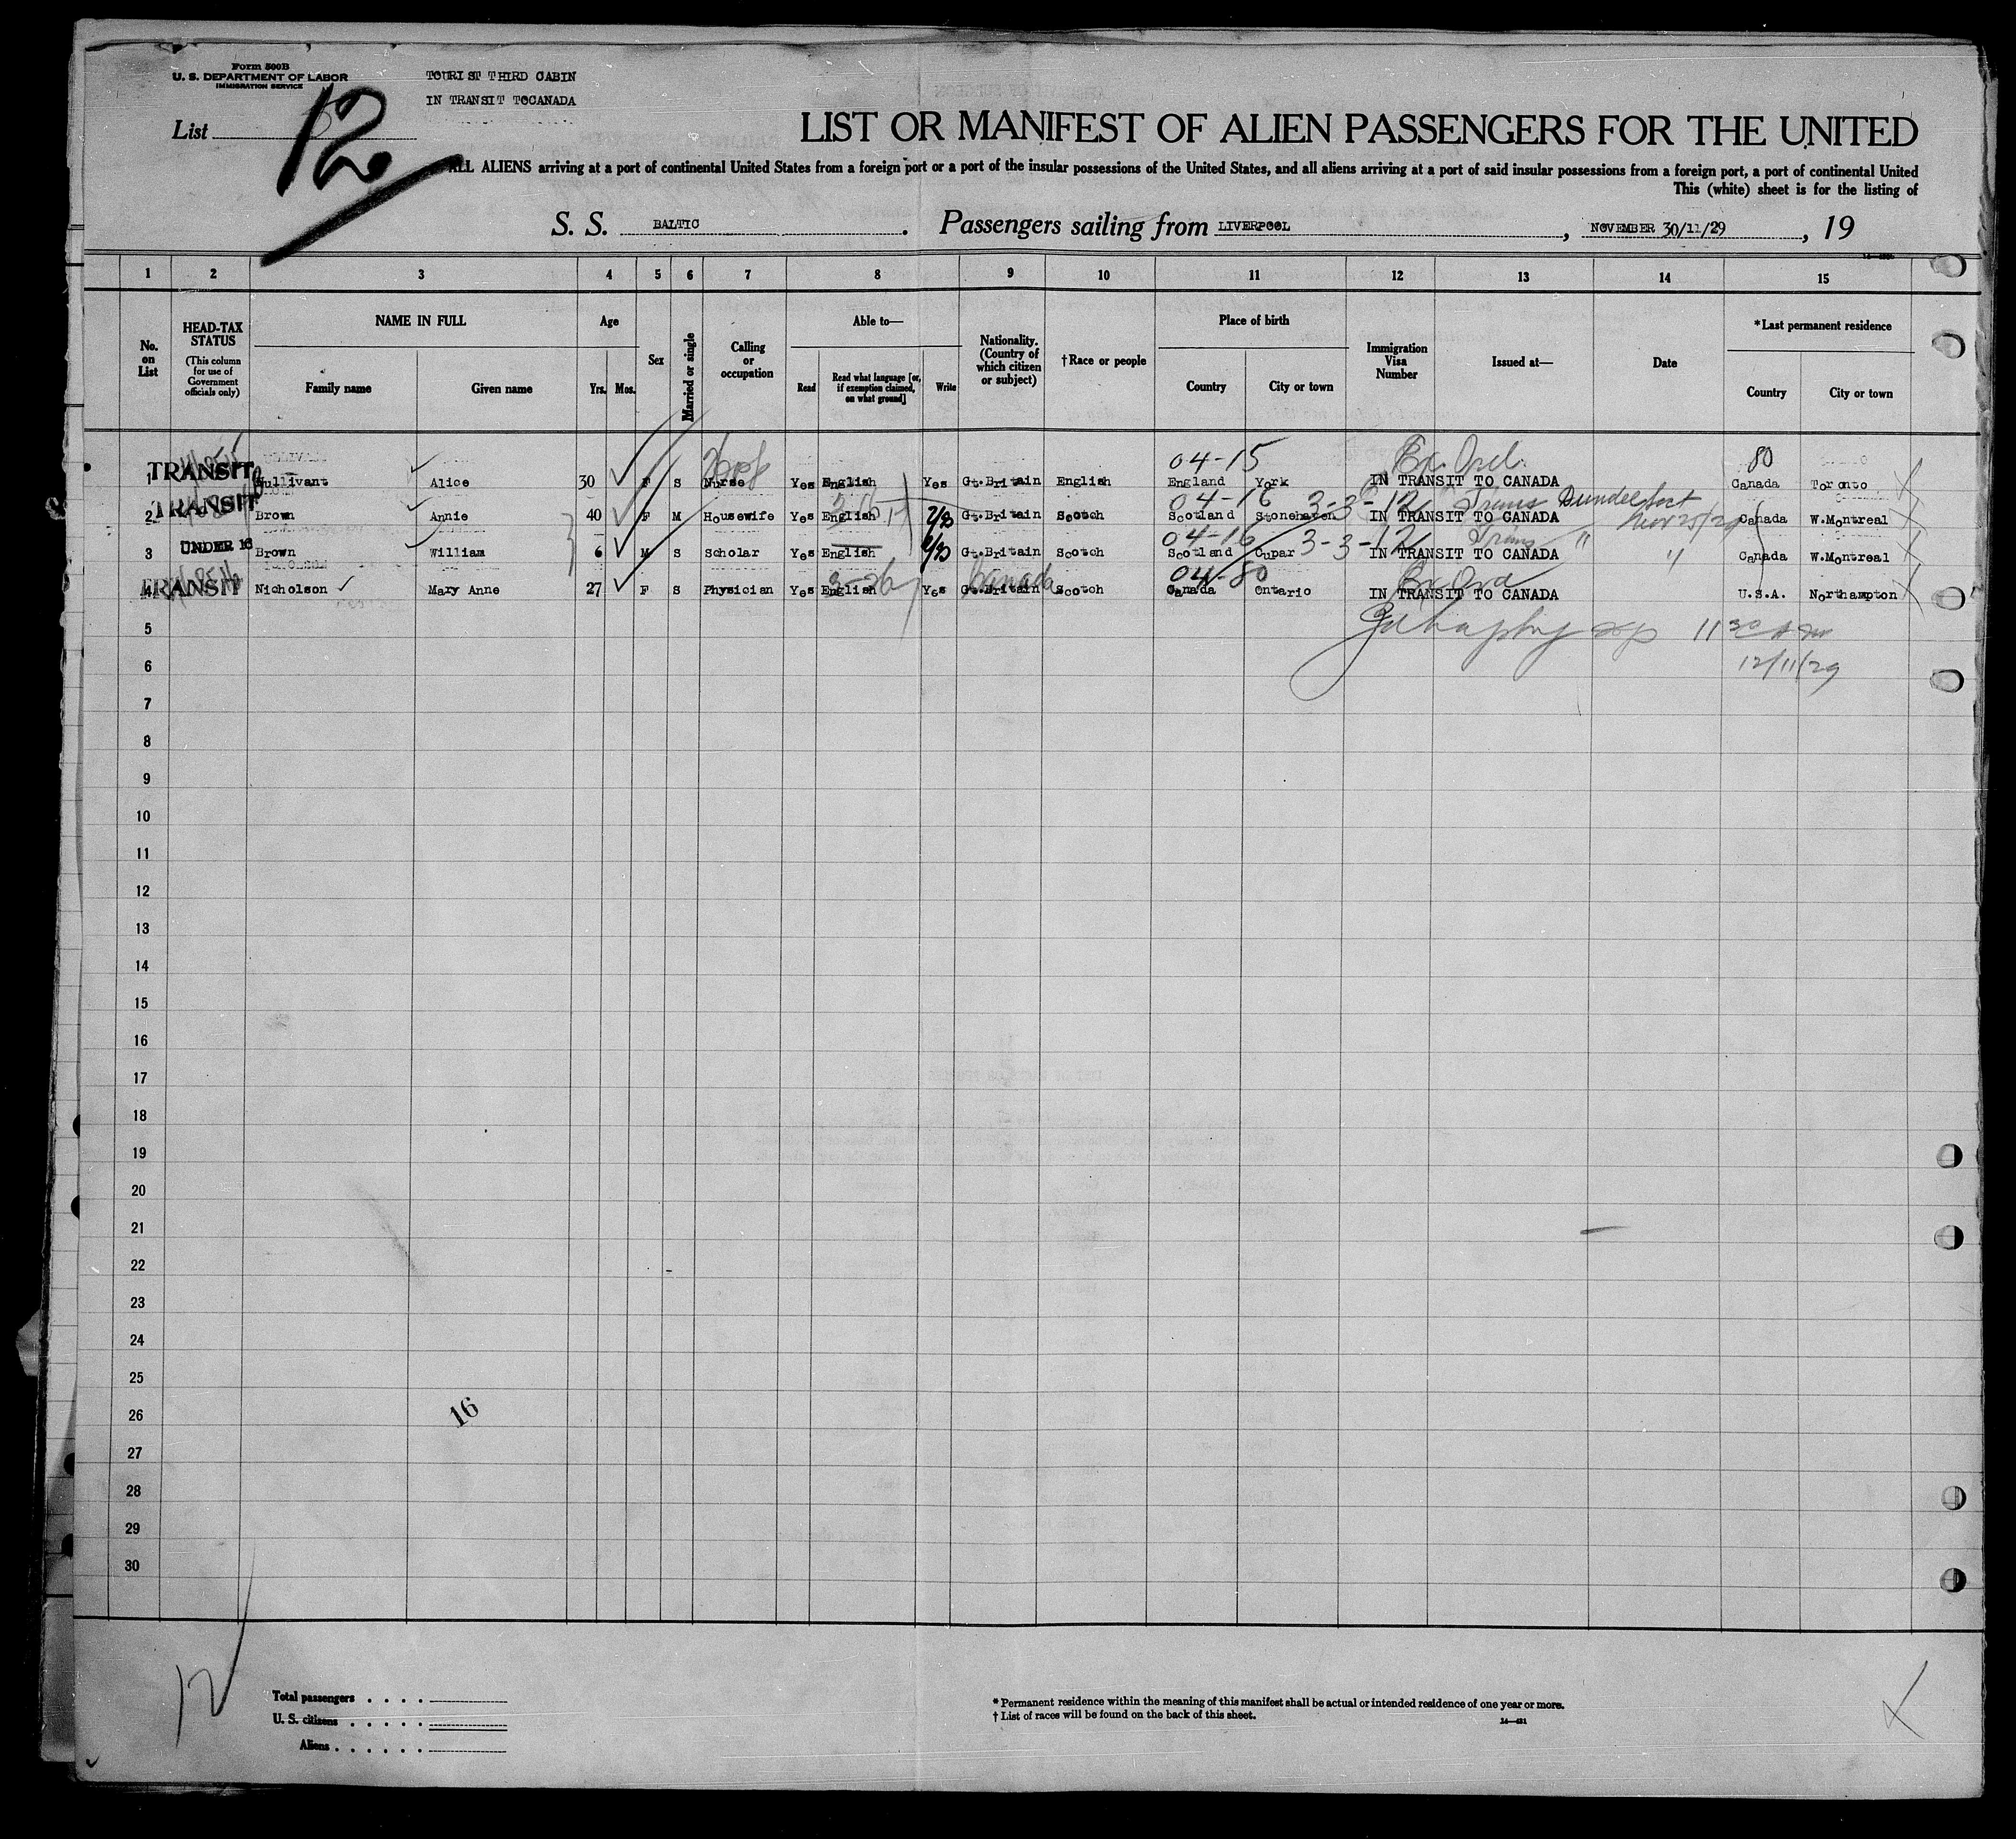 Form 500B
U. S. DEPARTMENT OF LABOR
IMMIGRATION SERVICE
TOURIST THIRD CABIN
IN TRANSIT TOCANADA
List 12
LIST OR MANIFEST OF ALIEN PASSENGERS FOR THE UNITED
ALL ALIENS arriving at a port of continental United States from a foreign port or a port of the insular possessions of the United States, and all aliens arriving at a port of said insular possessions from a foreign port, a port of continental United
This (white) sheet is for the listing of
S. S. BALTIC . Passengers sailing from LIVERPOOL , NOVEMBER 30/11/29 , 19
1 2 3 4 5 6 7 8 9 10 11 12 13 14 15
No. on List
HEAD-TAX STATUS
(This column for use of Government officials only)
NAME IN FULL
Family name Given name
Age
Yrs. Mos.
Sex
Married or single
Calling or occupation
Able to—
Read
Read what language [or, if exemption claimed, on what ground]
Write
Nationality. (Country of which citizen or subject)
†Race or people
Place of birth
Country City or town
Immigration Visa Number
Issued at—
Date
*Last permanent residence
Country City or town
04-15 80
1 TRANSIT Sullivant Alice 30 F S Nurse Yes English Yes Gt.Britain English England York IN TRANSIT TO CANADA Canada Toronto
04-16 3-3-12 Trans
2 TRANSIT Brown Annie 40 F M Housewife Yes English Gt.Britain Scotch Scotland Stonehaven IN TRANSIT TO CANADA Nov 25/29 Canada W.Montreal
04-16 3-3-12 Trans "
3 UNDER 16 Brown William 6 M S Scholar Yes English Gt.Britain Scotch Scotland Cupar IN TRANSIT TO CANADA " Canada W.Montreal
3-26 Canada 04-80
4 TRANSIT Nicholson Mary Anne 27 F S Physician Yes English Yes Gt.Britain Scotch Canada Ontario IN TRANSIT TO CANADA U.S.A. Northampton
5
6 12/11/29
7
8
9
10
11
12
13
14
15
16
17
18
19
20
21
22
23
24
25
26 16
27
28
29
30
12
Total passengers . . . .
U. S. citizens . . . . .
Aliens . . . . . .
* Permanent residence within the meaning of this manifest shall be actual or intended residence of one year or more.
† List of races will be found on the back of this sheet.